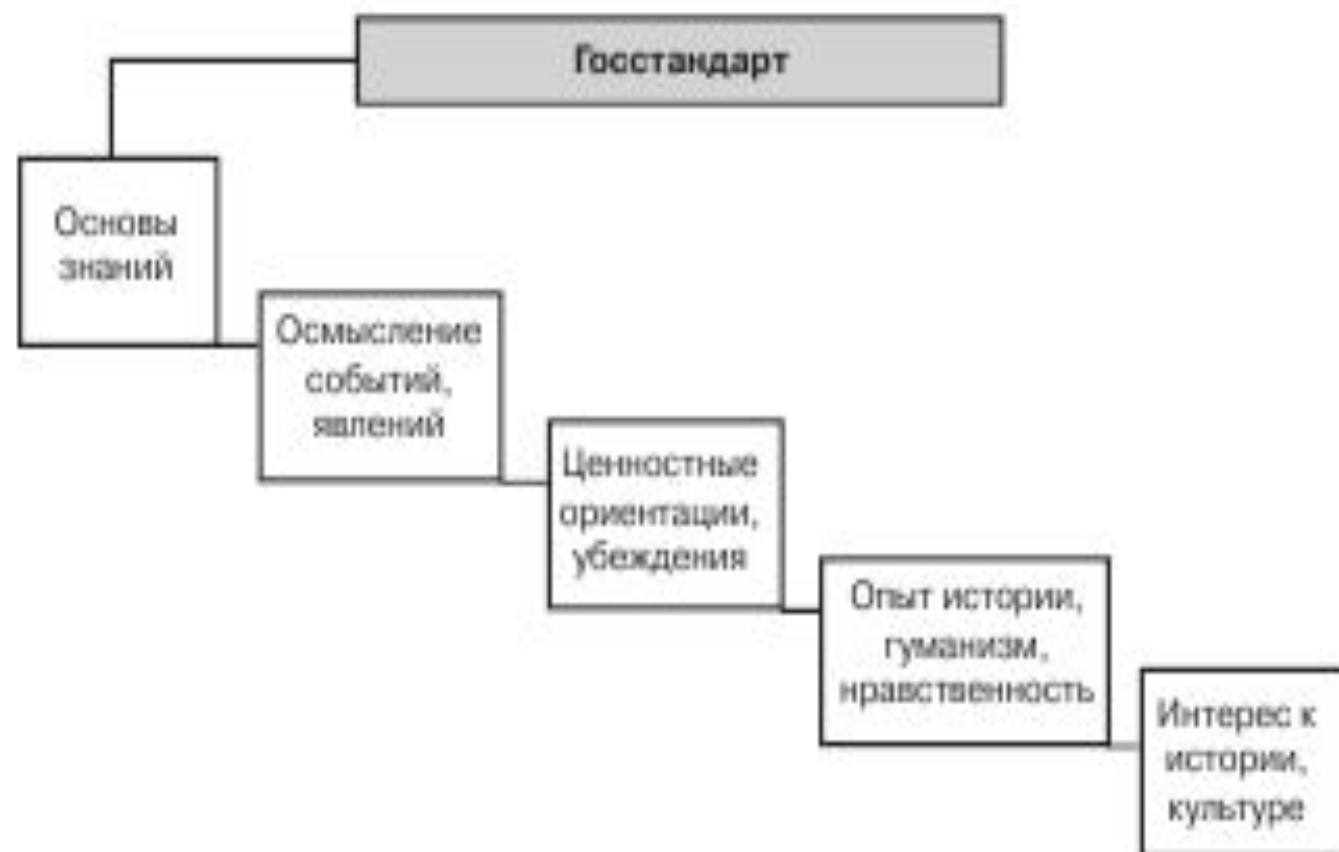 Госстандарт
Основы
знаний
Осмысление
событий,
явлений
Ценностные
ориентации,
убеждения
Опыт истории,
гуманизм,
нравственность
Интерес к
истории,
культуре